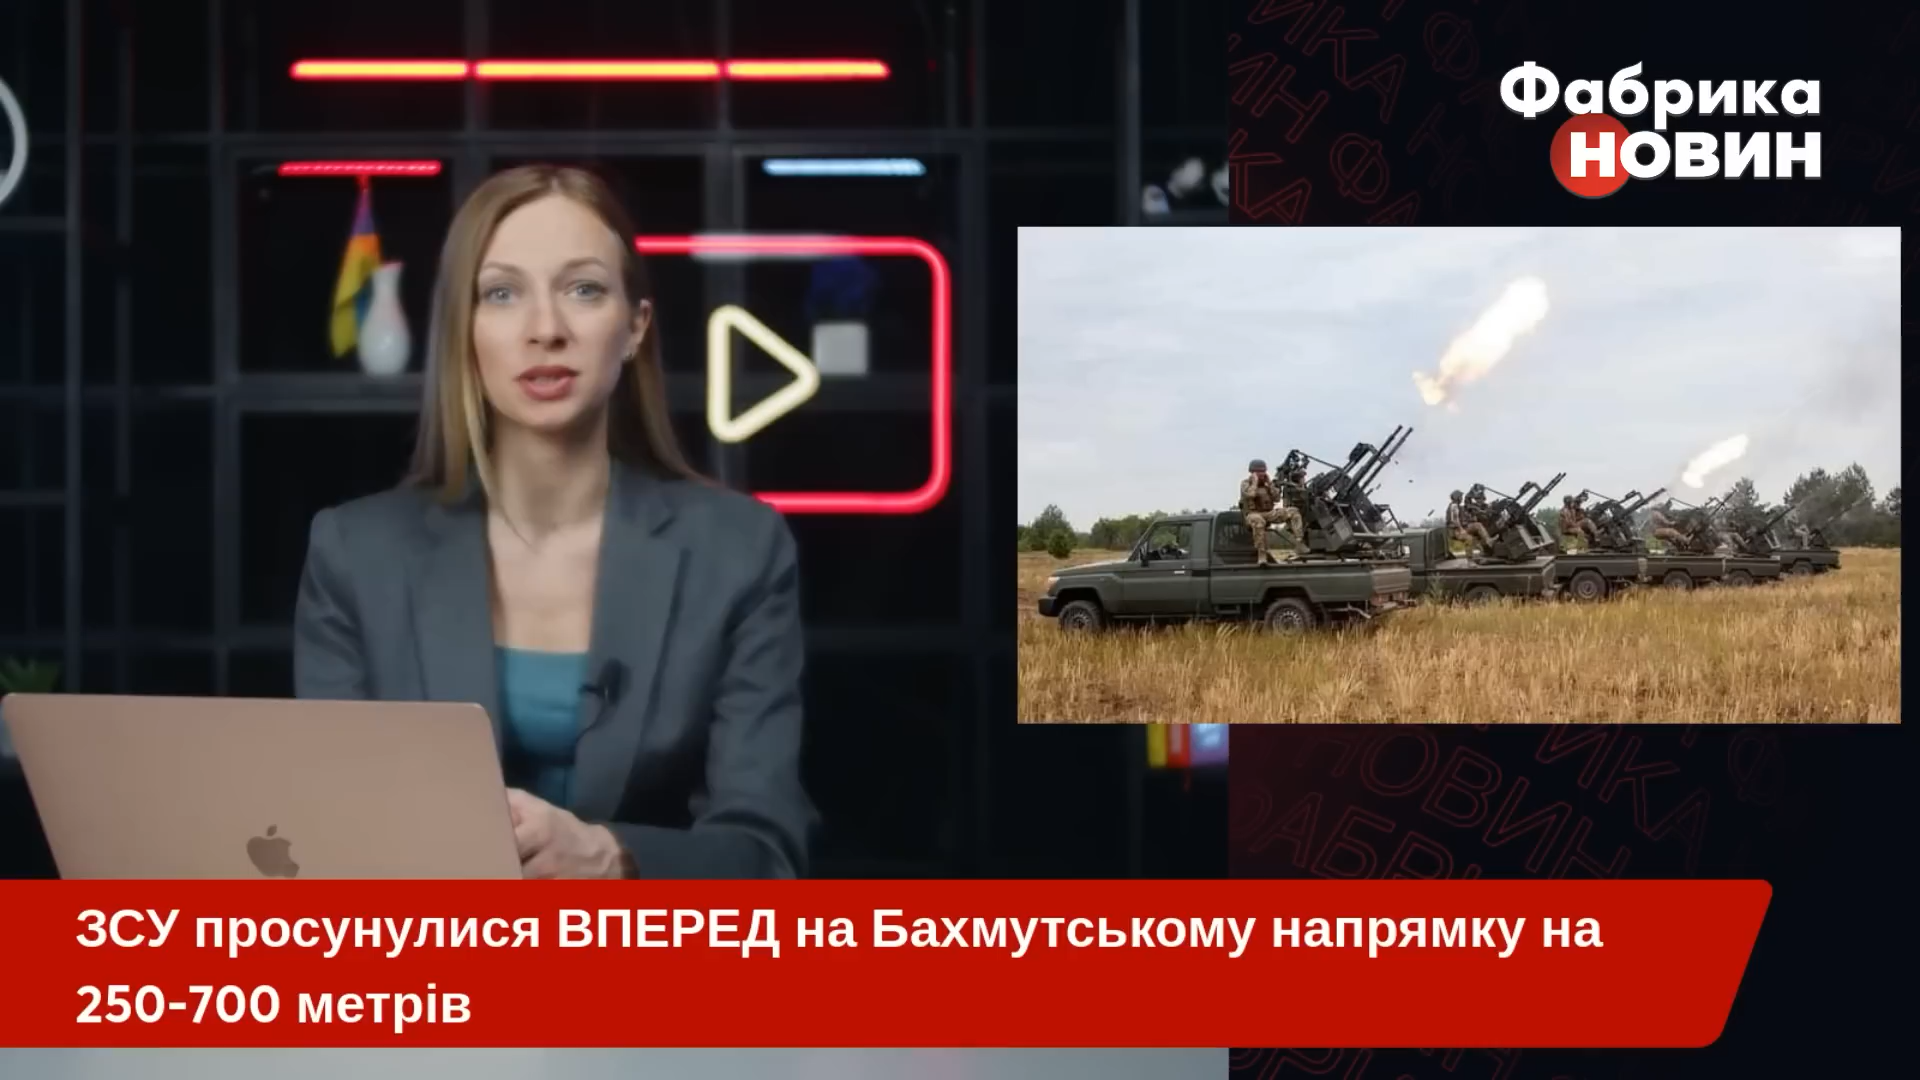 Фабрика
новин
ЗСУ просунулися ВПЕРЕД на Бахмутському напрямку на
250-700 метрів